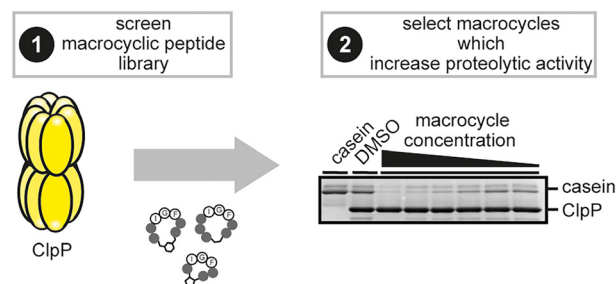 1
screen
macrocyclic peptide
library
2
select macrocycles
which
increase proteolytic activity
ClpP
I G F
I G F
I G F
casein
DMSO
macrocycle
concentration
casein
ClpP